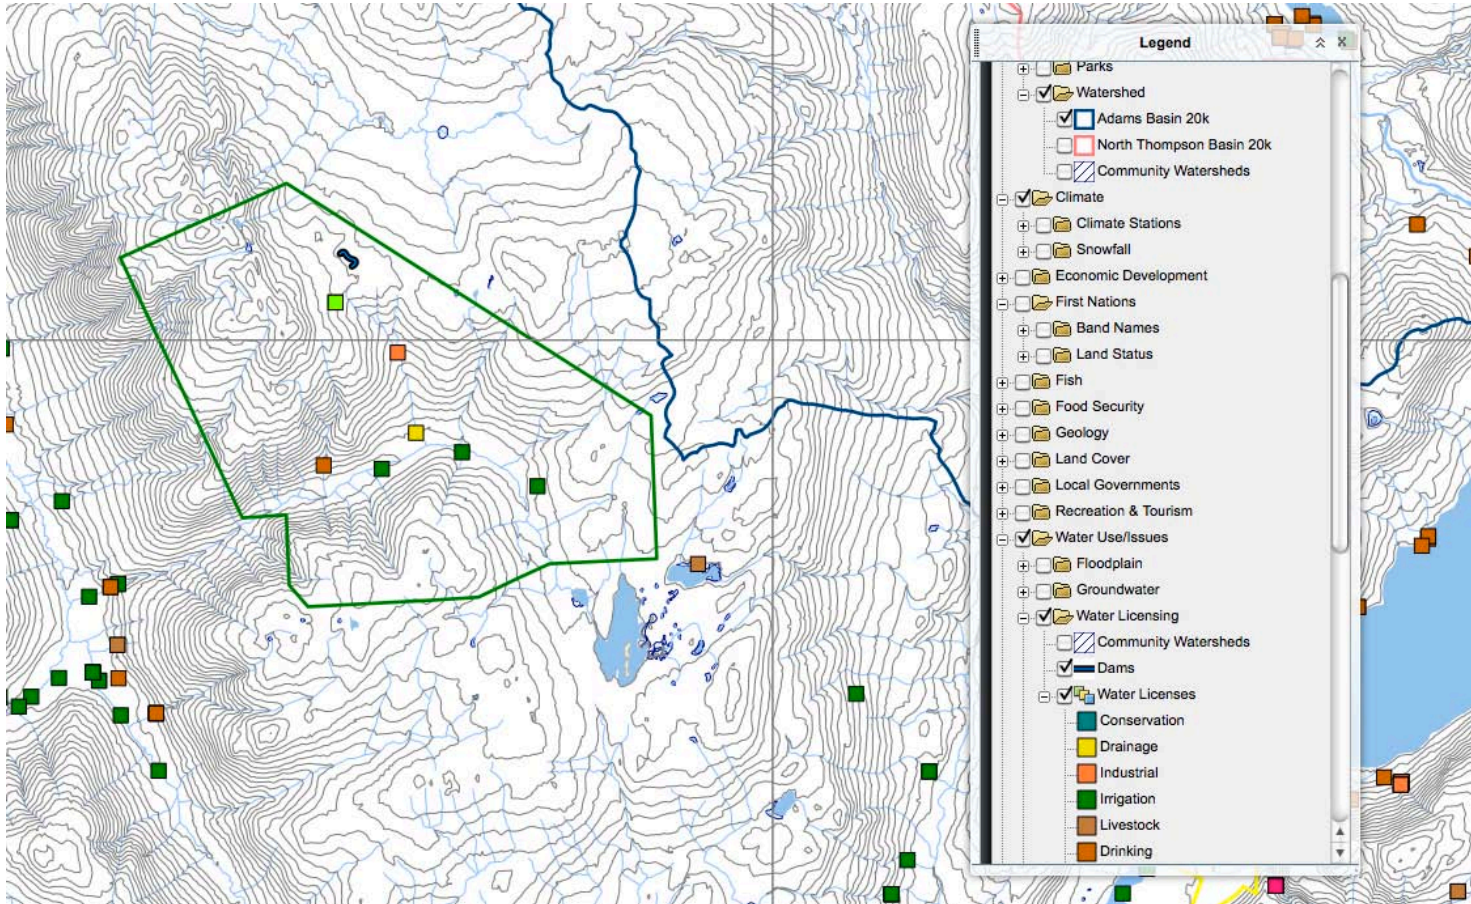 Legend
Parks
Watershed
Adams Basin 20k
North Thompson Basin 20k
Community Watersheds
Climate
Climate Stations
Snowfall
Economic Development
First Nations
Band Names
Land Status
Fish
Food Security
Geology
Land Cover
Local Governments
Recreation & Tourism
Water Use/Issues
Floodplain
Groundwater
Water Licensing
Community Watersheds
Dams
Water Licenses
Conservation
Drainage
Industrial
Irrigation
Livestock
Drinking